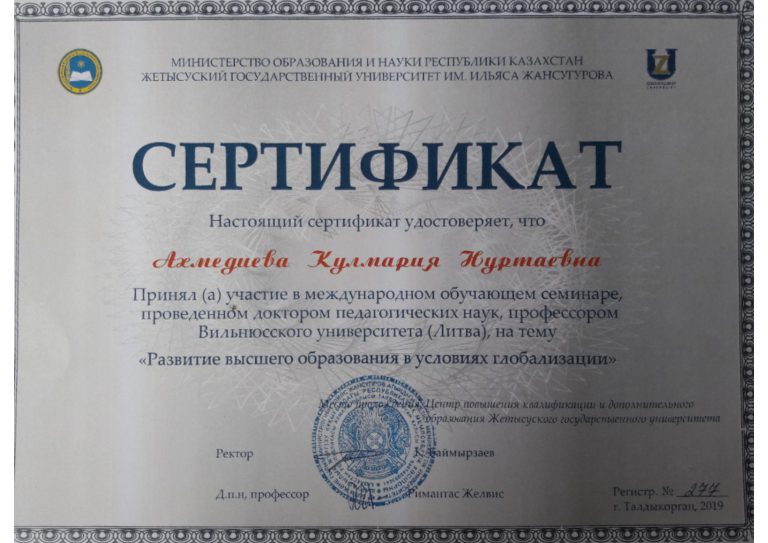 МИНИСТЕРСТВО ОБРАЗОВАНИЯ И НАУКИ РЕСПУБЛИКИ КАЗАХСТАН
ЖЕТЫСУСКИЙ ГОСУДАРСТВЕННЫЙ УНИВЕРСИТЕТ ИМ. ИЛЬЯСА ЖАНСУГУРОВА
СЕРТИФИКАТ
Настоящий сертификат удостоверяет, что
Ахмедиева Кулмария Нуртаевна
Принял (а) участие в международном обучающем семинаре,
проведенном доктором педагогических наук, профессором
Вильнюсского университета (Литва), на тему
«Развитие высшего образования в условиях глобализации»
Место Центр повышения квалификации и дополнительного
образования Жетысуского государственного университета
Ректор К. Баймырзаев
Д.п.н, профессор Римантас Желвис
Регистр. № 277
г. Талдыкорган, 2019